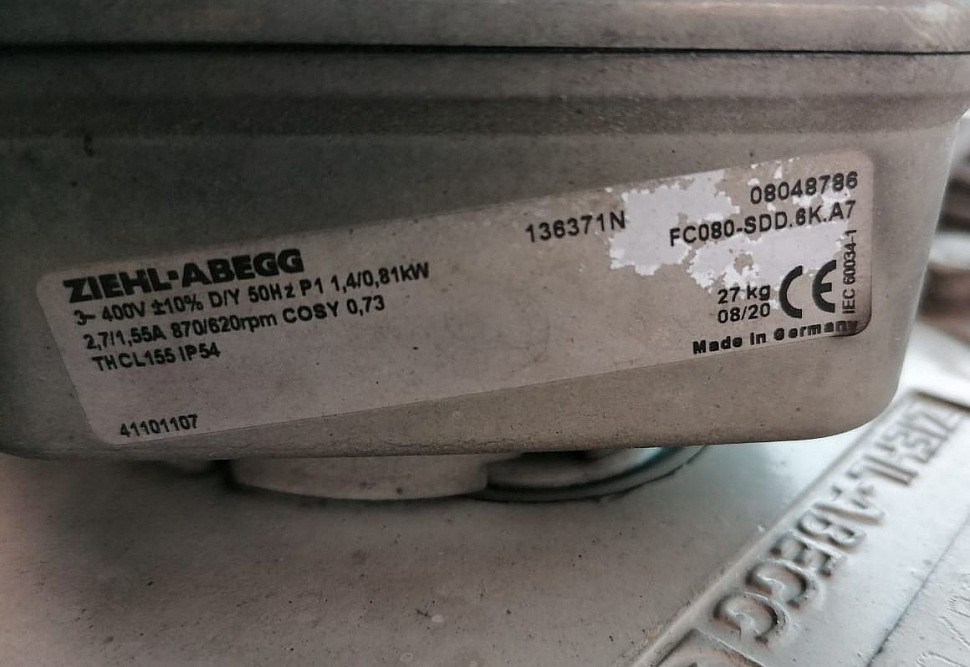 ZIEHL-ABEGG
3~ 400V ±10% D/Y 50Hz P1 1,4/0,81kW
2,7/1,55A 870/620rpm COSY 0,73
THCL155 IP54
41101107
136371N
08048786
FC080-SDD.6K.A7
27 kg
08/20
CE
IEC 60034-1
Made in Germany
ZIEHL-ABEGG